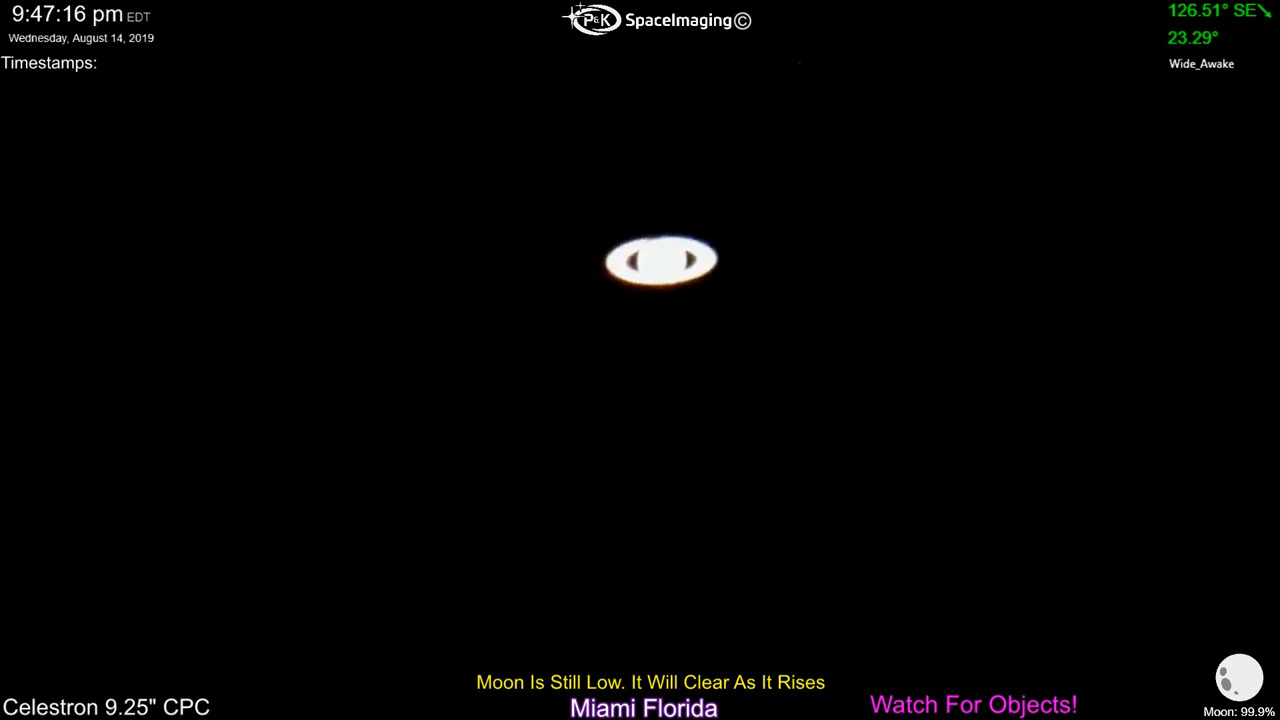 9:47:16 pm EDT
Wednesday, August 14, 2019
Timestamps:
P&K SpaceImaging©
126.51° SE↘
23.29°
Wide_Awake
Moon Is Still Low. It Will Clear As It Rises
Celestron 9.25" CPC
Miami Florida
Watch For Objects!
Moon: 99.9%